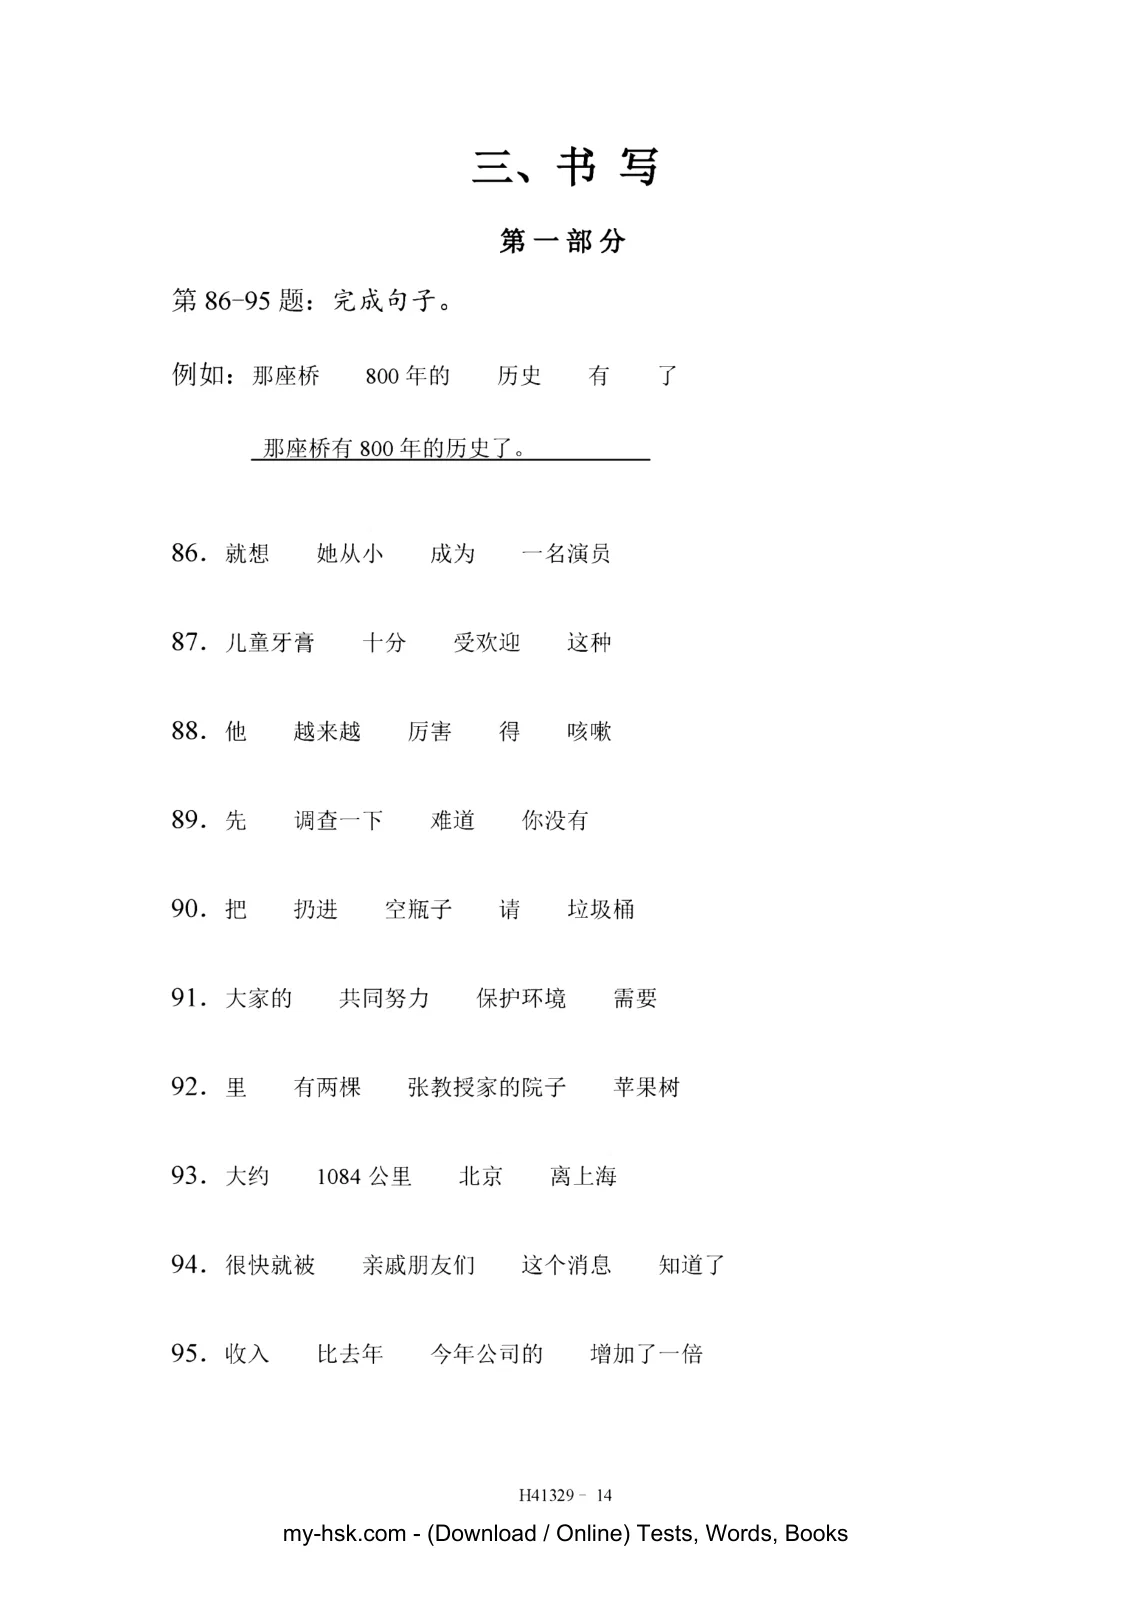 三、书 写
第一部分
第 86-95 题：完成句子。
例如：那座桥 800 年的 历史 有 了
那座桥有 800 年的历史了。
86．就想 她从小 成为 一名演员
87．儿童牙膏 十分 受欢迎 这种
88．他 越来越 厉害 得 咳嗽
89．先 调查一下 难道 你没有
90．把 扔进 空瓶子 请 垃圾桶
91．大家的 共同努力 保护环境 需要
92．里 有两棵 张教授家的院子 苹果树
93．大约 1084 公里 北京 离上海
94．很快就被 亲戚朋友们 这个消息 知道了
95．收入 比去年 今年公司的 增加了一倍
H41329 - 14
my-hsk.com - (Download / Online) Tests, Words, Books